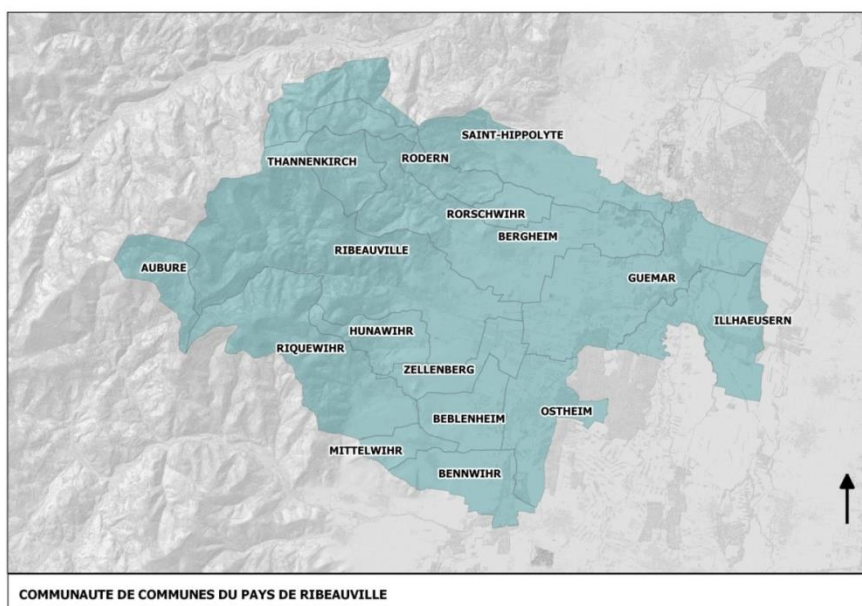 SAINT-HIPPOLYTE
THANNENKIRCH
RODERN
RORSCHWIHR
BERGHEIM
RIBEAUVILLE
AUBURE
GUEMAR
ILLHAEUSERN
HUNAWIHR
RIQUEWIHR
ZELLENBERG
BEBLENHEIM
OSTHEIM
MITTELWIHR
BENNWIHR
COMMUNAUTE DE COMMUNES DU PAYS DE RIBEAUVILLE